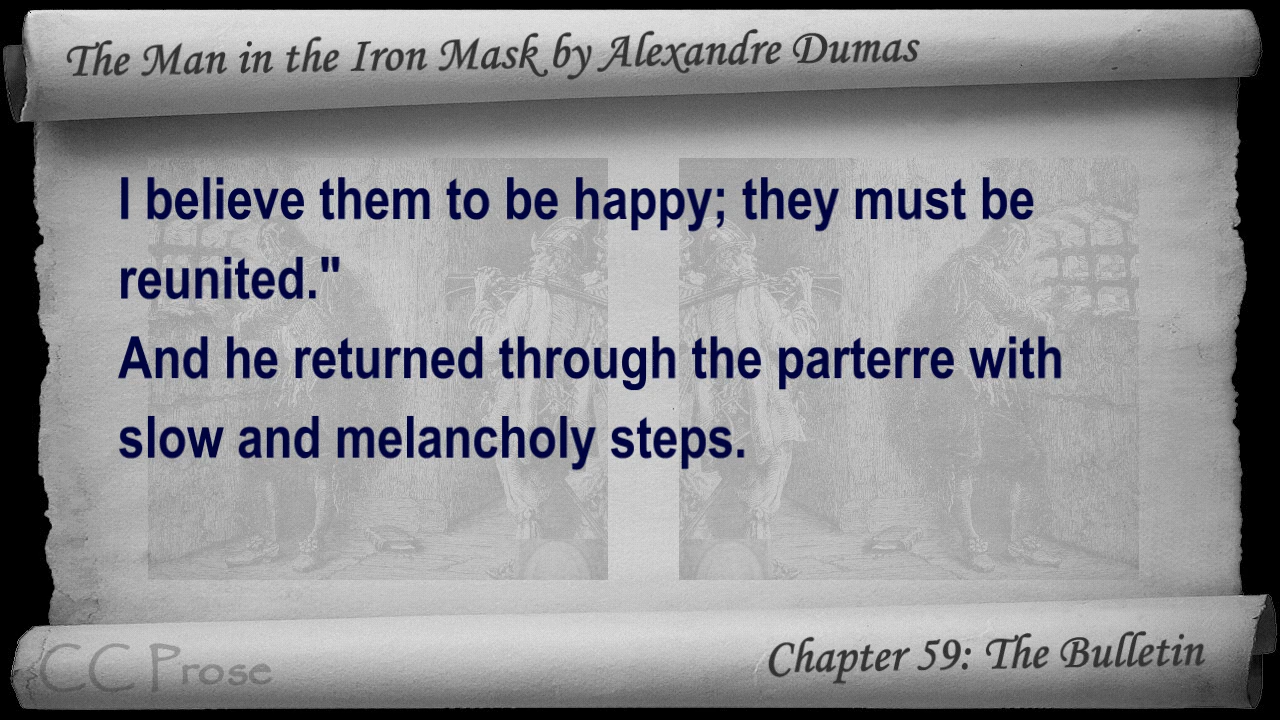 The Man in the Iron Mask by Alexandre Dumas
I believe them to be happy; they must be
reunited."
And he returned through the parterre with
slow and melancholy steps.
CC Prose
Chapter 59: The Bulletin